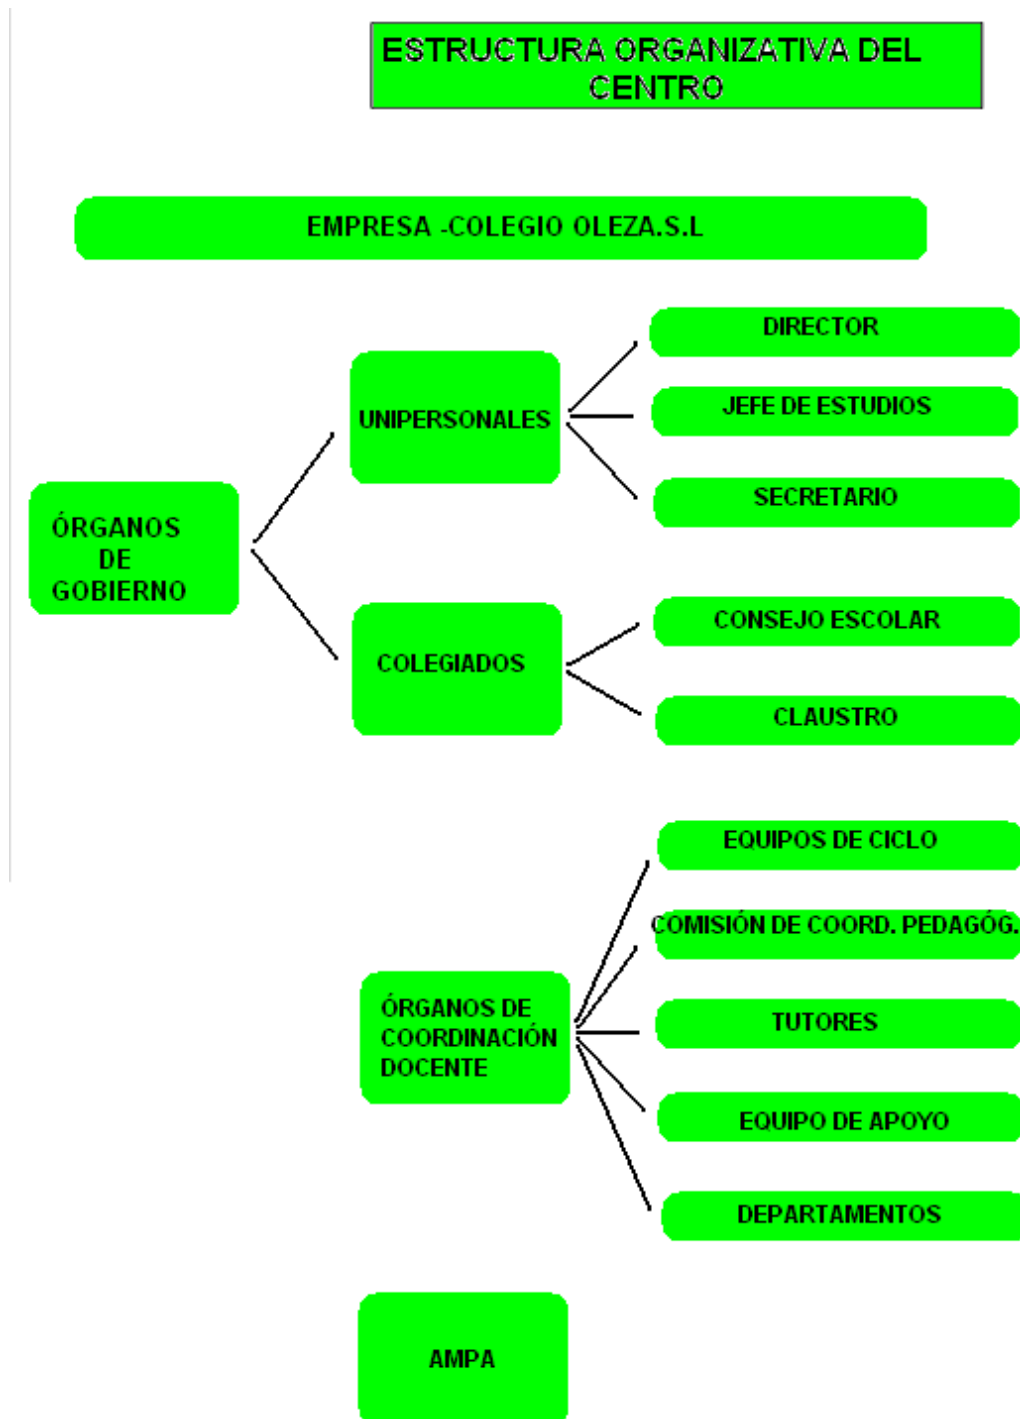 ESTRUCTURA ORGANIZATIVA DEL
CENTRO
EMPRESA -COLEGIO OLEZA.S.L
DIRECTOR
UNIPERSONALES
JEFE DE ESTUDIOS
SECRETARIO
ÓRGANOS
DE
GOBIERNO
COLEGIADOS
CONSEJO ESCOLAR
CLAUSTRO
EQUIPOS DE CICLO
COMISIÓN DE COORD. PEDAGÓG.
ÓRGANOS DE
COORDINACIÓN
DOCENTE
TUTORES
EQUIPO DE APOYO
DEPARTAMENTOS
AMPA